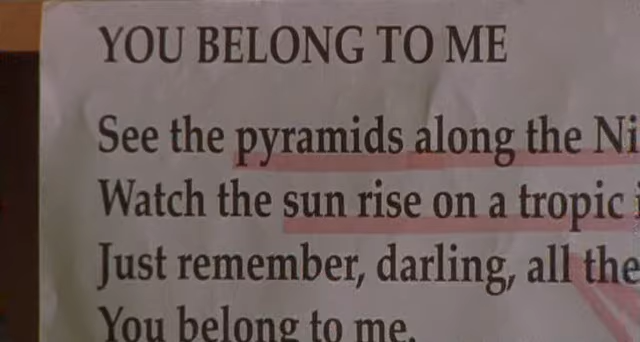 YOU BELONG TO ME
See the pyramids along the Ni
Watch the sun rise on a tropic
Just remember, darling, all the
You belong to me.